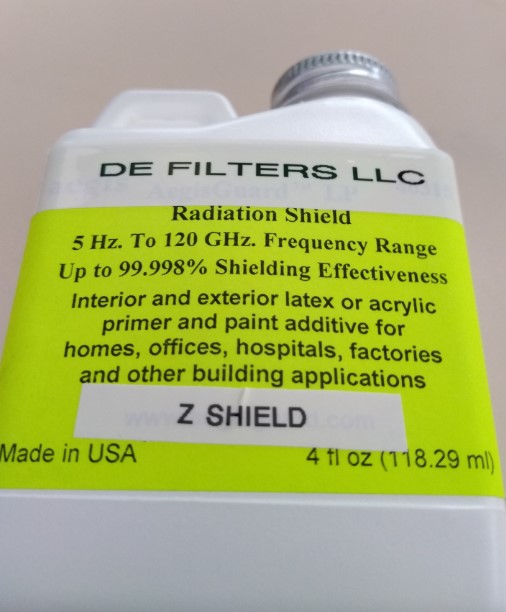 DE FILTERS LLC
AegisGuard™ LP
Radiation Shield
5 Hz. To 120 GHz. Frequency Range
Up to 99.998% Shielding Effectiveness
Interior and exterior latex or acrylic
primer and paint additive for
homes, offices, hospitals, factories
and other building applications
Z SHIELD
Made in USA
4 fl oz (118.29 ml)